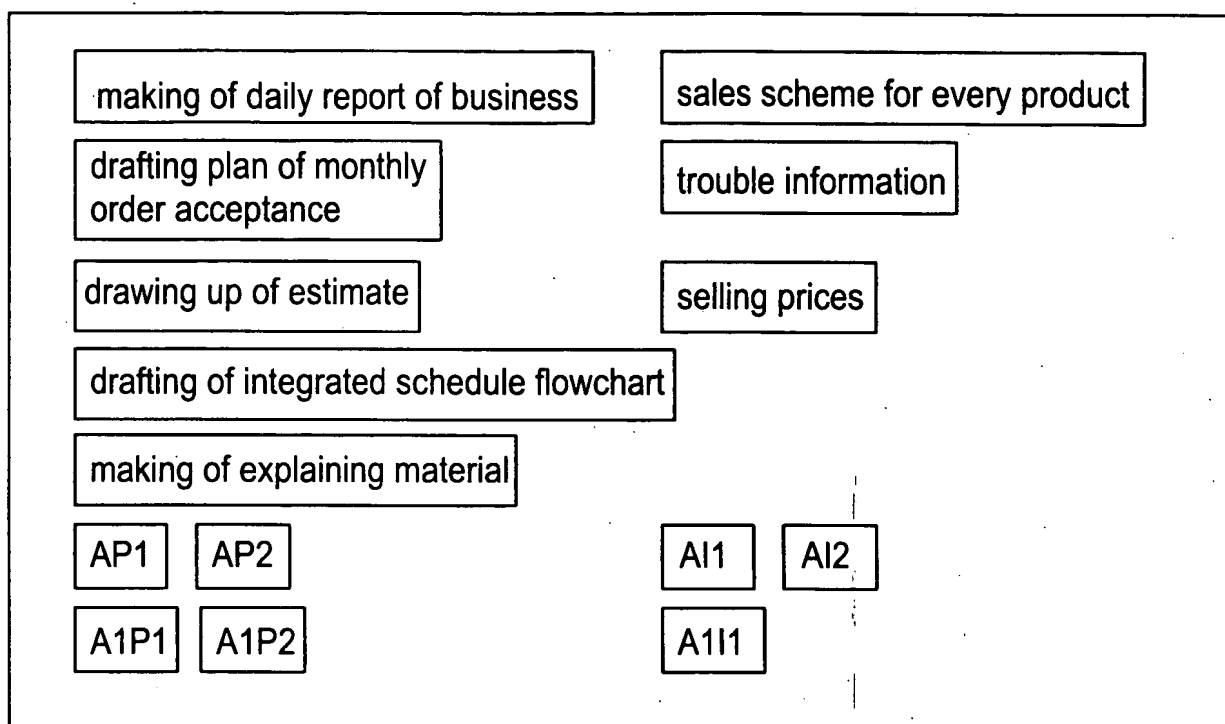 making of daily report of business
sales scheme for every product
drafting plan of monthly
order acceptance
trouble information
drawing up of estimate
selling prices
drafting of integrated schedule flowchart
making of explaining material
AP1 AP2 AI1 AI2
A1P1 A1P2 A1I1